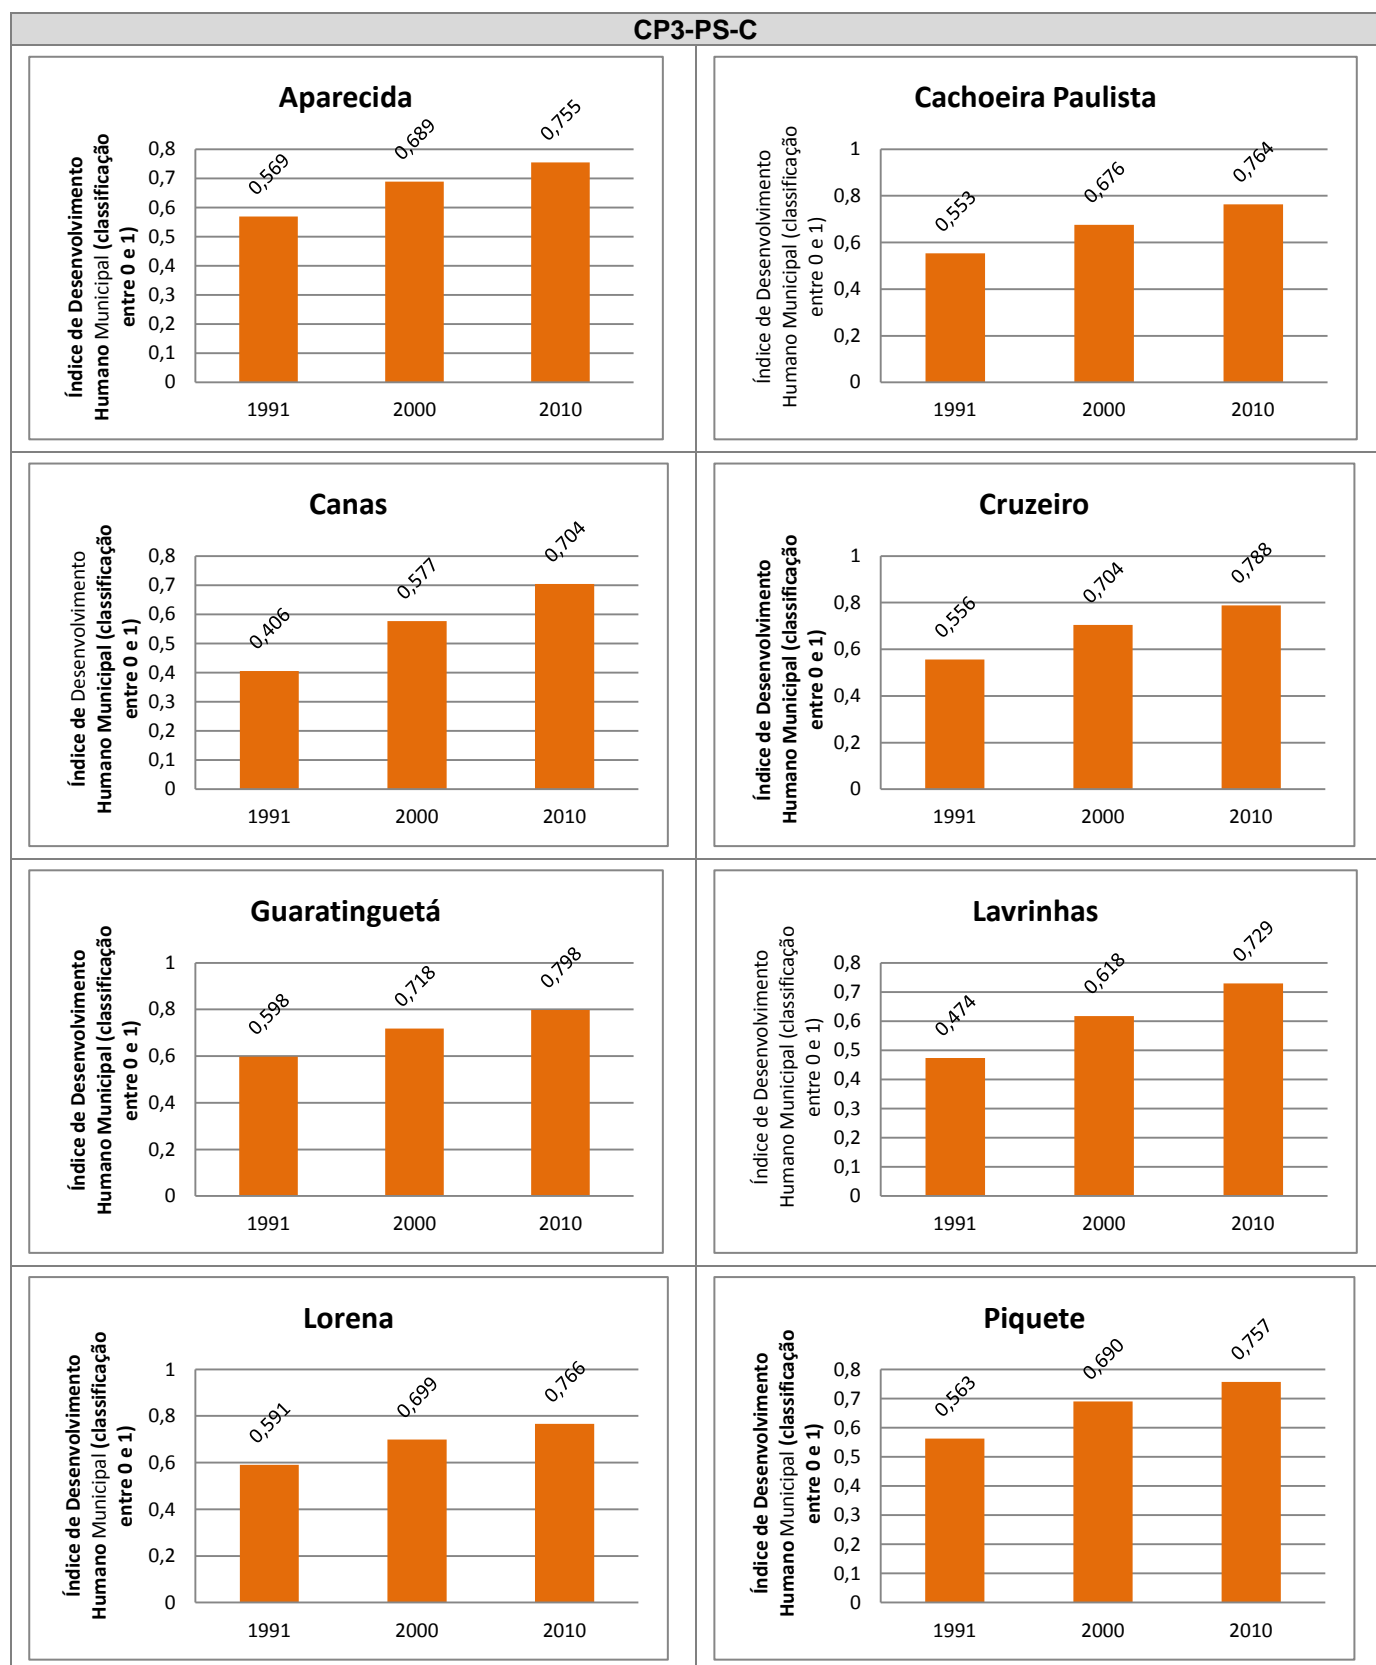 CP3-PS-C
Aparecida
Índice de Desenvolvimento
Humano Municipal (classificação
entre 0 e 1)
0,8
0,7
0,6
0,5
0,4
0,3
0,2
0,1
0
0,569
0,689
0,755
1991 2000 2010
Cachoeira Paulista
Índice de Desenvolvimento
Humano Municipal (classificação
entre 0 e 1)
1
0,8
0,6
0,4
0,2
0
0,553
0,676
0,764
1991 2000 2010
Canas
Índice de Desenvolvimento
Humano Municipal (classificação
entre 0 e 1)
0,8
0,7
0,6
0,5
0,4
0,3
0,2
0,1
0
0,406
0,577
0,704
1991 2000 2010
Cruzeiro
Índice de Desenvolvimento
Humano Municipal (classificação
entre 0 e 1)
1
0,8
0,6
0,4
0,2
0
0,556
0,704
0,788
1991 2000 2010
Guaratinguetá
Índice de Desenvolvimento
Humano Municipal (classificação
entre 0 e 1)
1
0,8
0,6
0,4
0,2
0
0,598
0,718
0,798
1991 2000 2010
Lavrinhas
Índice de Desenvolvimento
Humano Municipal (classificação
entre 0 e 1)
0,8
0,7
0,6
0,5
0,4
0,3
0,2
0,1
0
0,474
0,618
0,729
1991 2000 2010
Lorena
Índice de Desenvolvimento
Humano Municipal (classificação
entre 0 e 1)
1
0,8
0,6
0,4
0,2
0
0,591
0,699
0,766
1991 2000 2010
Piquete
Índice de Desenvolvimento
Humano Municipal (classificação
entre 0 e 1)
0,8
0,7
0,6
0,5
0,4
0,3
0,2
0,1
0
0,563
0,690
0,757
1991 2000 2010